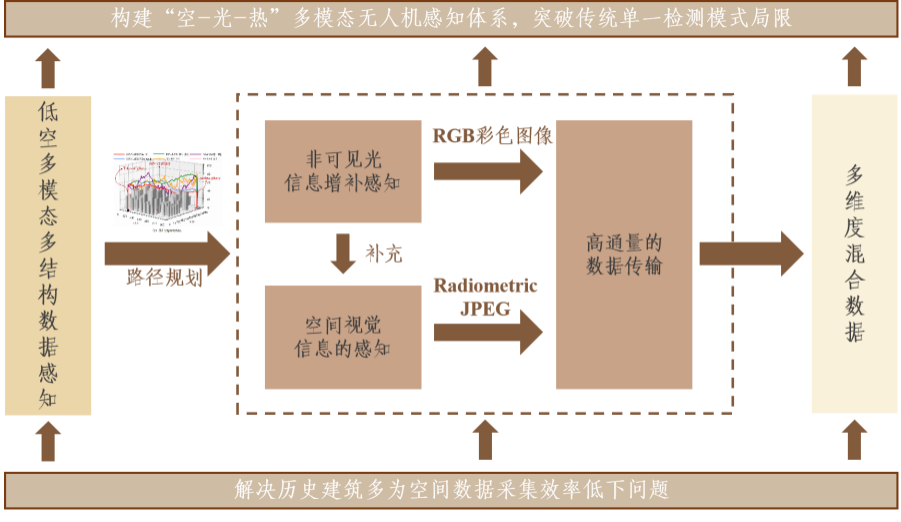 构建“空-光-热”多模态无人机感知体系，突破传统单一检测模式局限
低空多模态多结构数据感知
路径规划
非可见光
信息增补感知
补充
空间视觉
信息的感知
RGB彩色图像
Radiometric
JPEG
高通量的
数据传输
多维度混合数据
解决历史建筑多为空间数据采集效率低下问题